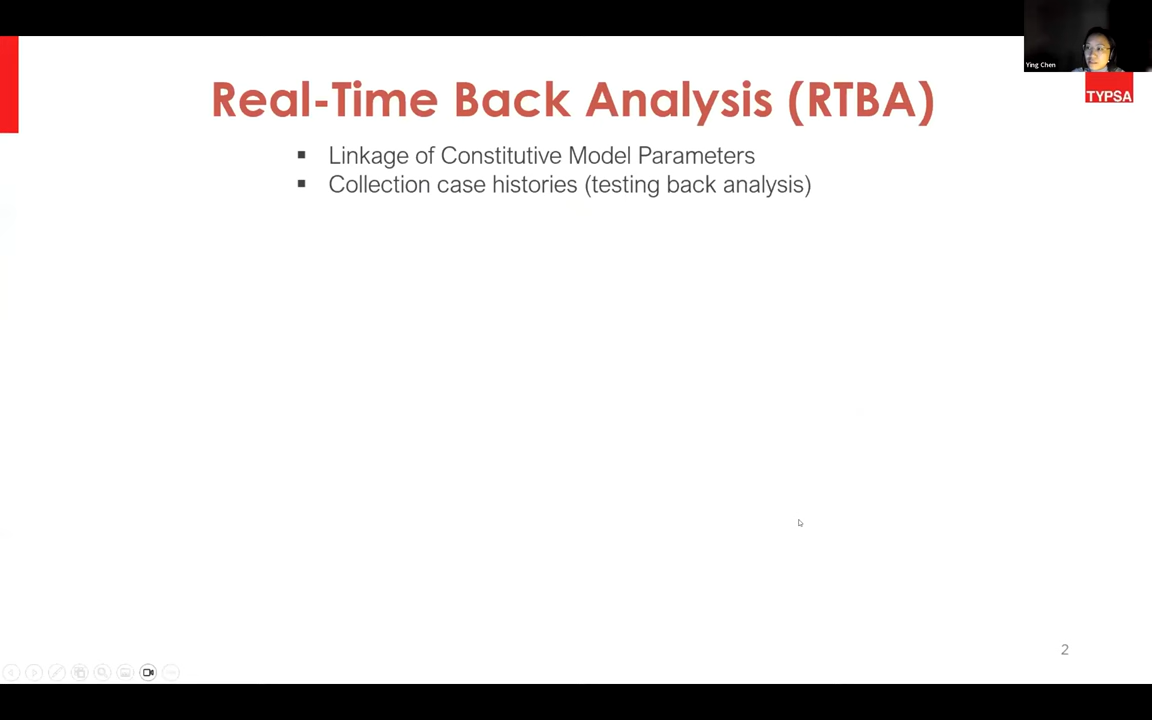 Ying Chen
TYPSA
Real-Time Back Analysis (RTBA)
▪ Linkage of Constitutive Model Parameters
▪ Collection case histories (testing back analysis)
2